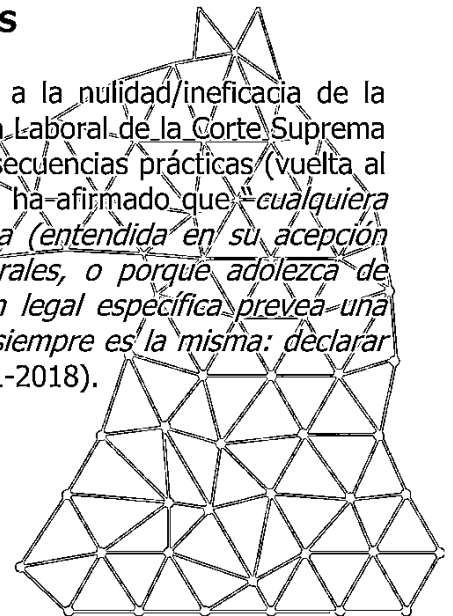 s
a la nulidad/ineficacia de la
Laboral de la Corte Suprema
secuencias prácticas (vuelta al
ha afirmado que "cualquiera
a (entendida en su acepción
rales, o porque adolezca de
n legal específica prevea una
siempre es la misma: declarar
-2018).